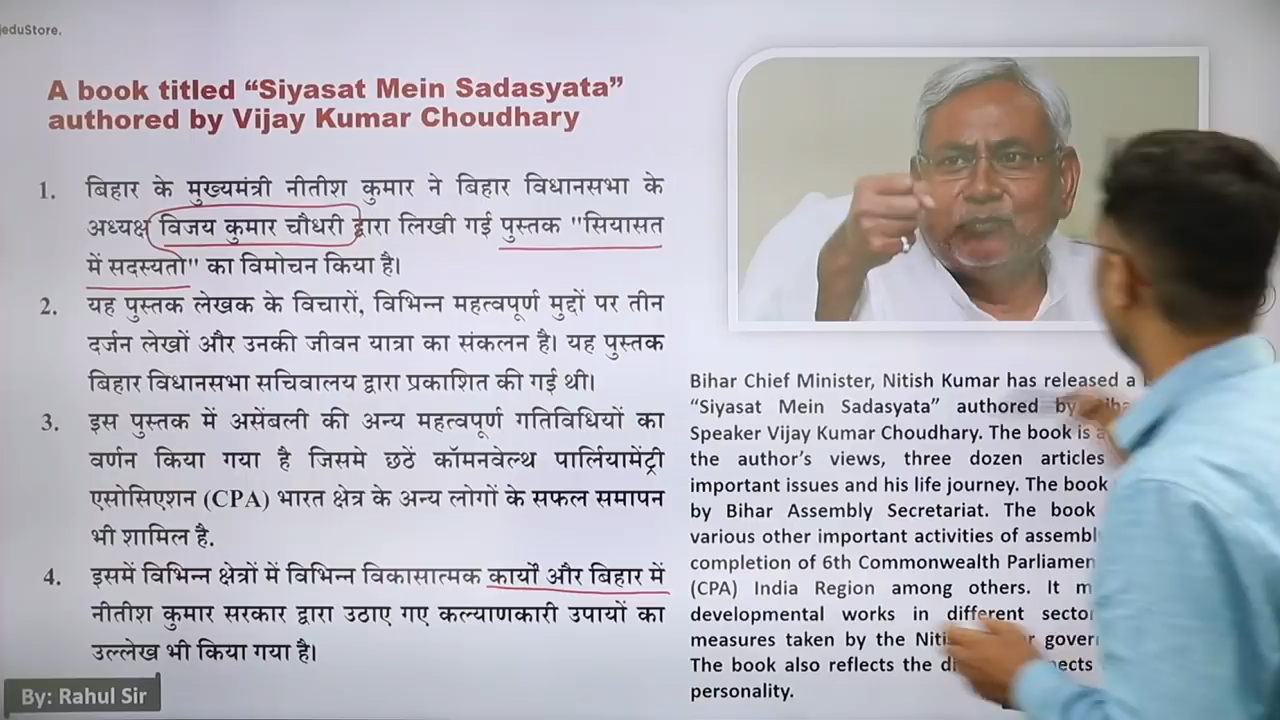 jeduStore.
A book titled “Siyasat Mein Sadasyata”
authored by Vijay Kumar Choudhary
1. बिहार के मुख्यमंत्री नीतीश कुमार ने बिहार विधानसभा के
अध्यक्ष विजय कुमार चौधरी द्वारा लिखी गई पुस्तक "सियासत
में सदस्यतो" का विमोचन किया है।
2. यह पुस्तक लेखक के विचारों, विभिन्न महत्वपूर्ण मुद्दों पर तीन
दर्जन लेखों और उनकी जीवन यात्रा का संकलन है। यह पुस्तक
बिहार विधानसभा सचिवालय द्वारा प्रकाशित की गई थी।
3. इस पुस्तक में असेंबली की अन्य महत्वपूर्ण गतिविधियों का
वर्णन किया गया है जिसमे छठें कॉमनवेल्थ पार्लियामेंट्री
एसोसिएशन (CPA) भारत क्षेत्र के अन्य लोगों के सफल समापन
भी शामिल है.
4. इसमें विभिन्न क्षेत्रों में विभिन्न विकासात्मक कार्यों और बिहार में
नीतीश कुमार सरकार द्वारा उठाए गए कल्याणकारी उपायों का
उल्लेख भी किया गया है।
Bihar Chief Minister, Nitish Kumar has released a
“Siyasat Mein Sadasyata” authored by
Speaker Vijay Kumar Choudhary. The book is
the author’s views, three dozen articles
important issues and his life journey. The book
by Bihar Assembly Secretariat. The book
various other important activities of
completion of 6th Commonwealth
(CPA) India Region among others. It
developmental works in different
measures taken by the
The book also reflects the
personality.
By: Rahul Sir